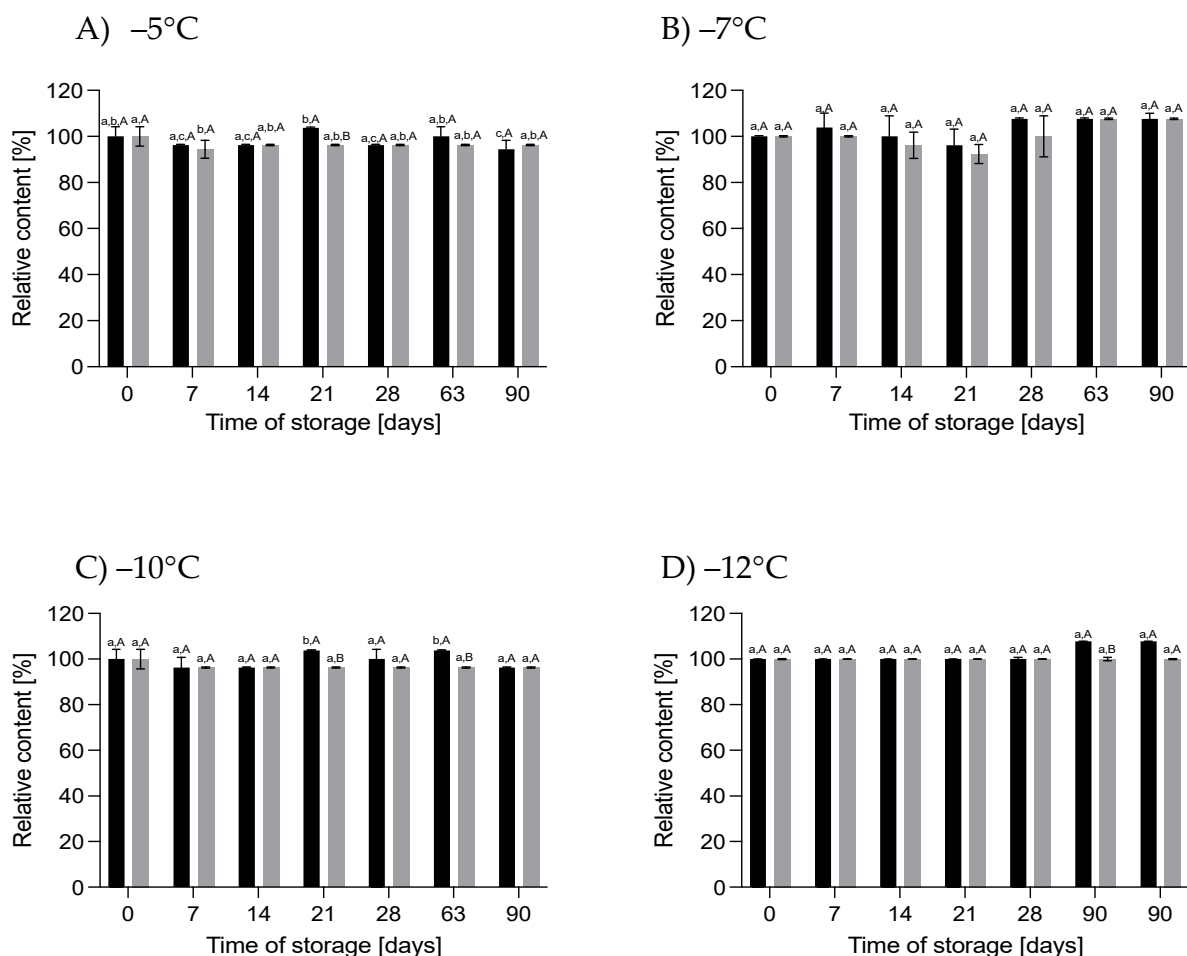 A) –5°C
120
100
80
60
40
20
0
Relative content [%]
a,b,A a,A a,c,A b,A a,c,A a,b,A b,A a,b,B a,c,A a,b,A a,b,A a,b,A c,A a,b,A
0 7 14 21 28 63 90
Time of storage [days]
B) –7°C
120
100
80
60
40
20
0
Relative content [%]
a,A a,A a,A a,A a,A a,A a,A a,A a,A a,A a,A a,A a,A a,A
0 7 14 21 28 63 90
Time of storage [days]
C) –10°C
120
100
80
60
40
20
0
Relative content [%]
a,A a,A a,A a,A a,A a,A b,A a,B a,A a,A b,A a,B a,A a,A
0 7 14 21 28 63 90
Time of storage [days]
D) –12°C
120
100
80
60
40
20
0
Relative content [%]
a,A a,A a,A a,A a,A a,A a,A a,A a,A a,A a,A a,B a,A a,A
0 7 14 21 28 90 90
Time of storage [days]